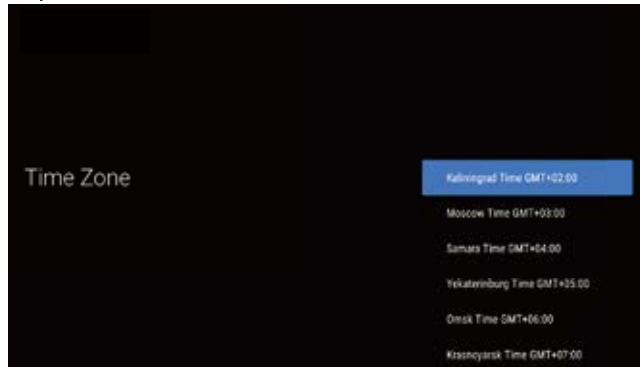 Time Zone
Kaliningrad Time GMT+02:00
Moscow Time GMT+03:00
Samara Time GMT+04:00
Yekaterinburg Time GMT+05:00
Omsk Time GMT+06:00
Krasnoyarsk Time GMT+07:00